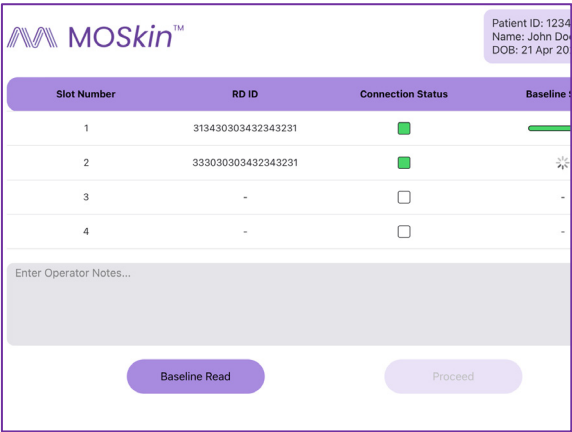 MOSkin™
Patient ID: 1234
Name: John Do
DOB: 21 Apr 20
Slot Number RD ID Connection Status Baseline
1 313430303432343231
2 333030303432343231
3 - -
4 - -
Enter Operator Notes...
Baseline Read Proceed